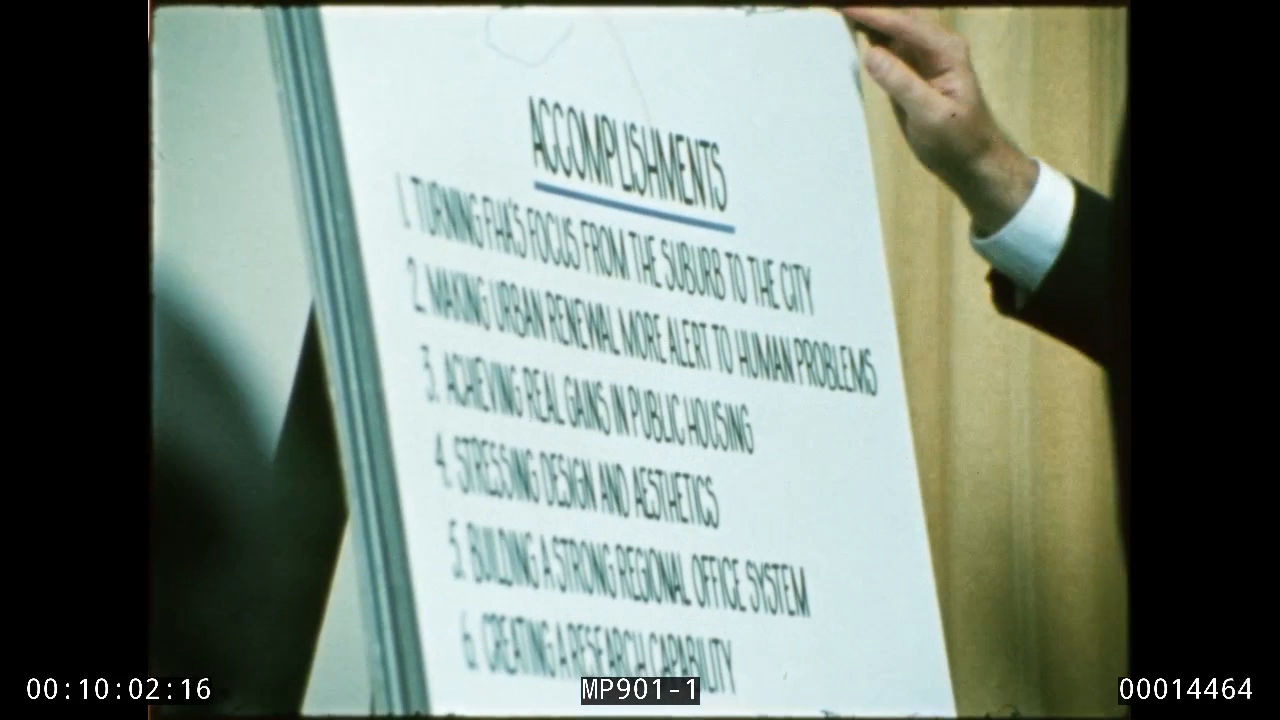 ACCOMPLISHMENTS
1. TURNING FHA'S FOCUS FROM THE SUBURB TO THE CITY
2. MAKING URBAN RENEWAL MORE ALERT TO HUMAN PROBLEMS
3. ACHIEVING REAL GAINS IN PUBLIC HOUSING
4. STRESSING DESIGN AND AESTHETICS
5. BUILDING A STRONG REGIONAL OFFICE SYSTEM
6. CREATING A RESEARCH CAPABILITY
00:10:02:16
MP901-1
00014464